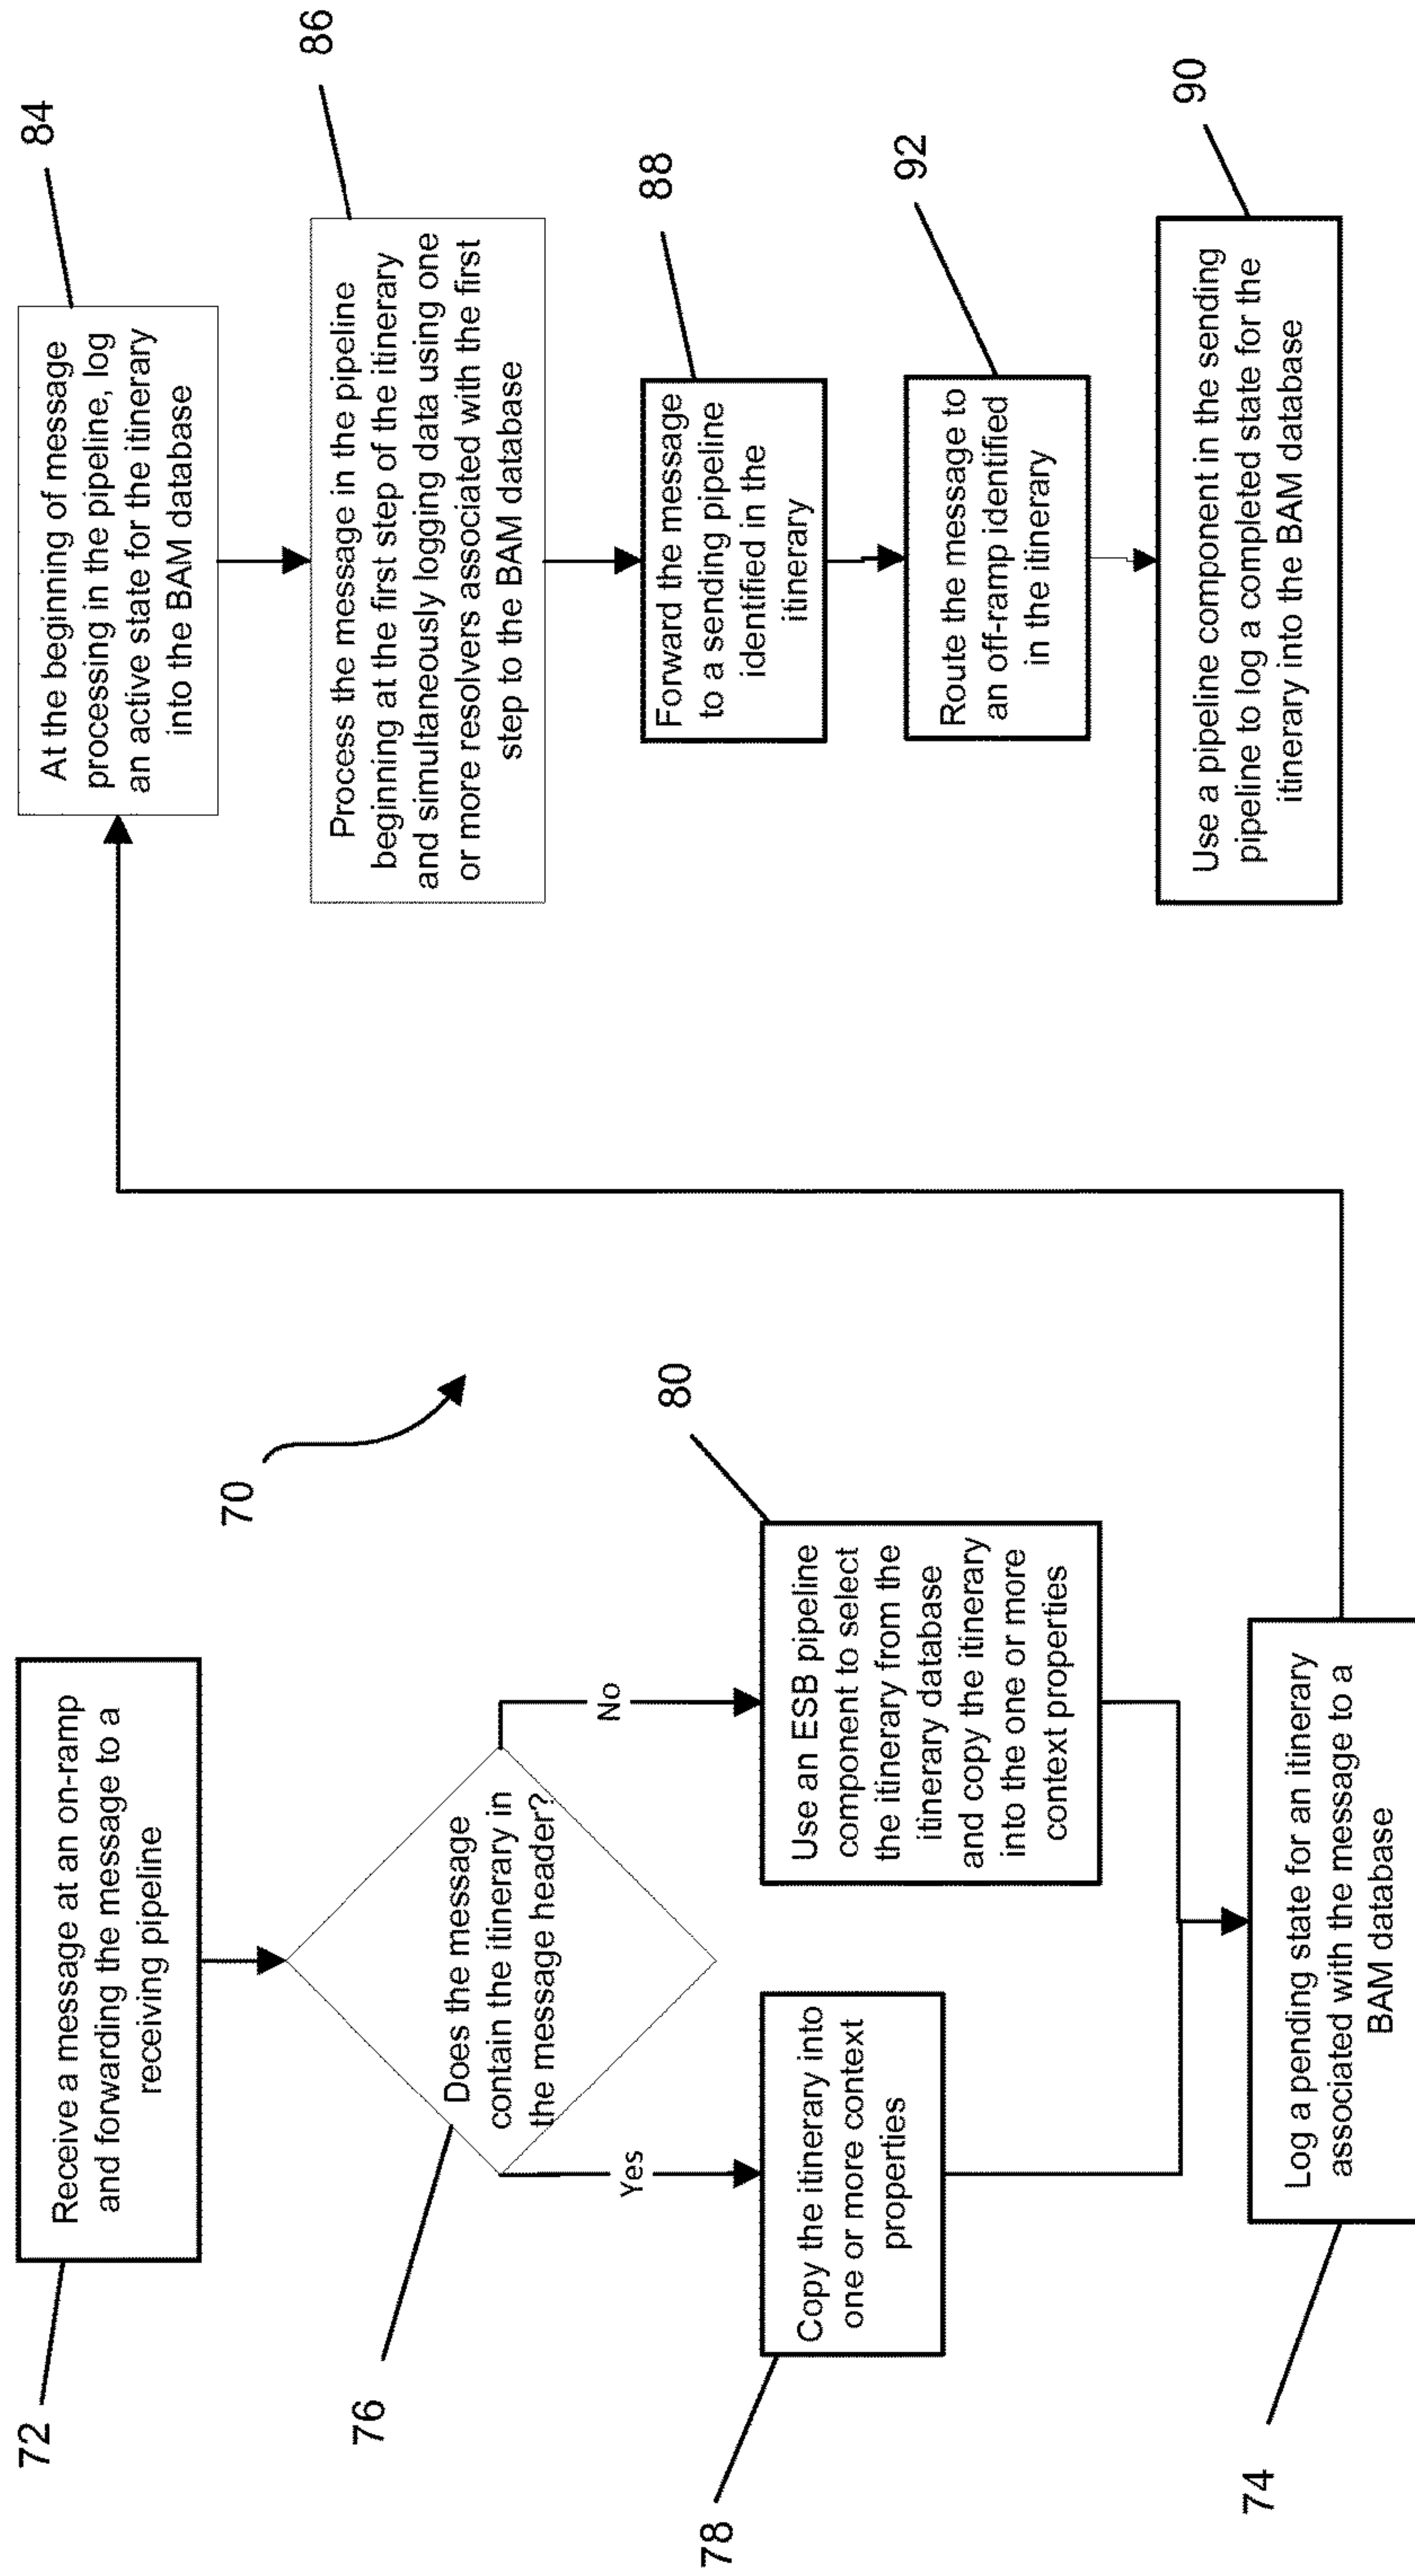 72
Receive a message at an on-ramp
and forwarding the message to a
receiving pipeline
70
76
Does the message
contain the itinerary in
the message header?
Yes
No
78
Copy the itinerary into
one or more context
properties
80
Use an ESB pipeline
component to select
the itinerary from the
itinerary database
and copy the itinerary
into the one or more
context properties
74
Log a pending state for an itinerary
associated with the message to a
BAM database
84
At the beginning of message
processing in the pipeline, log
an active state for the itinerary
into the BAM database
86
Process the message in the pipeline
beginning at the first step of the itinerary
and simultaneously logging data using one
or more resolvers associated with the first
step to the BAM database
88
Forward the message
to a sending pipeline
identified in the
itinerary
92
Route the message to
an off-ramp identified
in the itinerary
90
Use a pipeline component in the sending
pipeline to log a completed state for the
itinerary into the BAM database